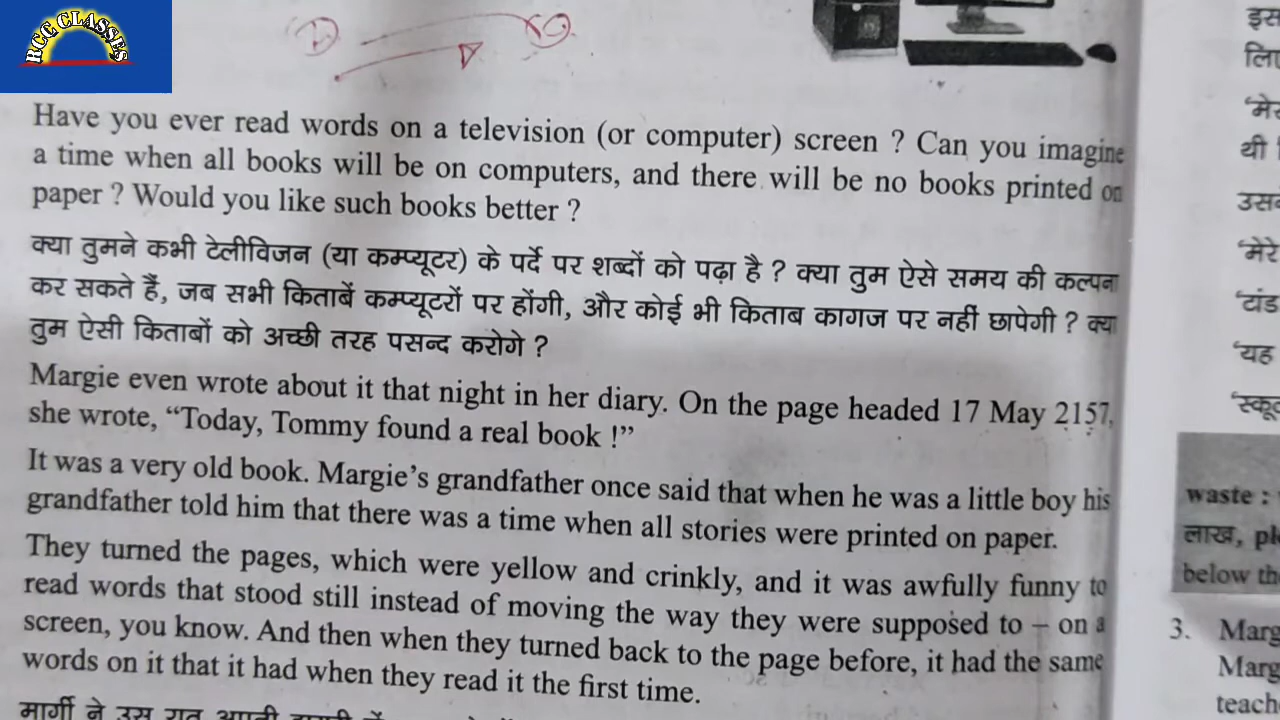 RCG CLASSES
Have you ever read words on a television (or computer) screen ? Can you imagine
a time when all books will be on computers, and there will be no books printed on
paper ? Would you like such books better ?
क्या तुमने कभी टेलीविजन (या कम्प्यूटर) के पर्दे पर शब्दों को पढ़ा है ? क्या तुम ऐसे समय की कल्पना
कर सकते हैं, जब सभी किताबें कम्प्यूटरों पर होंगी, और कोई भी किताब कागज पर नहीं छापेगी ? क्या
तुम ऐसी किताबों को अच्छी तरह पसन्द करोगे ?
Margie even wrote about it that night in her diary. On the page headed 17 May 2157,
she wrote, “Today, Tommy found a real book !”
It was a very old book. Margie’s grandfather once said that when he was a little boy his
grandfather told him that there was a time when all stories were printed on paper.
They turned the pages, which were yellow and crinkly, and it was awfully funny to
read words that stood still instead of moving the way they were supposed to – on a
screen, you know. And then when they turned back to the page before, it had the same
words on it that it had when they read it the first time.
मार्गी ने उस रात अपनी
इस
लिए
‘मे
थी
उस
‘मेरे
‘टांड
‘यह
‘स्कू
waste :
लाख,
below th
3. Marg
Marg
teach